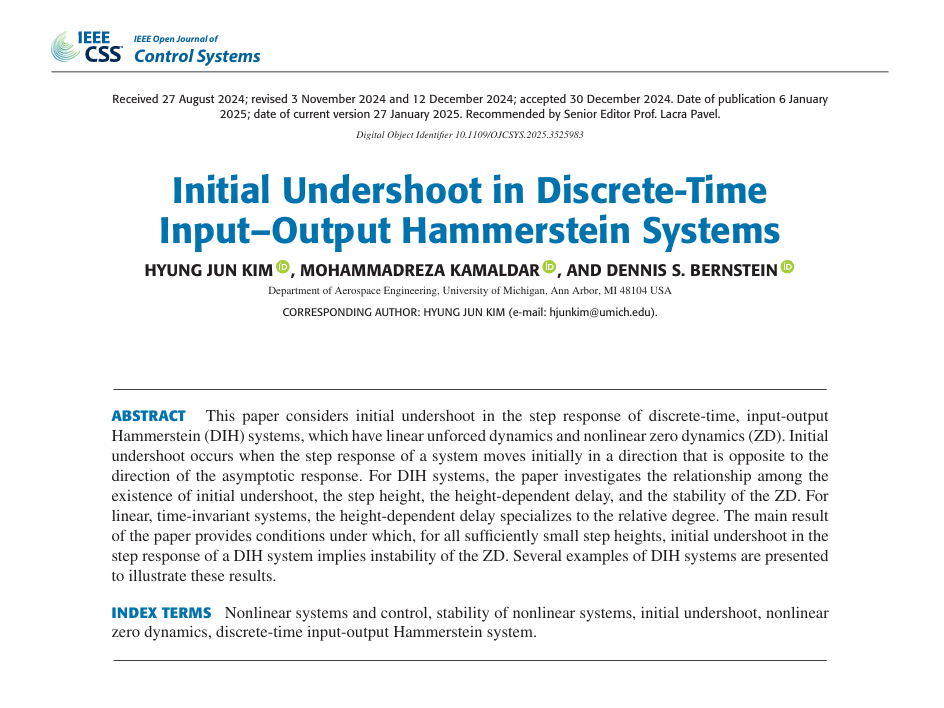 IEEE
CSS
IEEE Open Journal of
Control Systems
Received 27 August 2024; revised 3 November 2024 and 12 December 2024; accepted 30 December 2024. Date of publication 6 January
2025; date of current version 27 January 2025. Recommended by Senior Editor Prof. Lacra Pavel.
Digital Object Identifier 10.1109/OJCSYS.2025.3525983
Initial Undershoot in Discrete-Time
Input–Output Hammerstein Systems
HYUNG JUN KIM iD, MOHAMMADREZA KAMALDAR iD, AND DENNIS S. BERNSTEIN iD
Department of Aerospace Engineering, University of Michigan, Ann Arbor, MI 48104 USA
CORRESPONDING AUTHOR: HYUNG JUN KIM (e-mail: hjunkim@umich.edu).
ABSTRACT This paper considers initial undershoot in the step response of discrete-time, input-output
Hammerstein (DIH) systems, which have linear unforced dynamics and nonlinear zero dynamics (ZD). Initial
undershoot occurs when the step response of a system moves initially in a direction that is opposite to the
direction of the asymptotic response. For DIH systems, the paper investigates the relationship among the
existence of initial undershoot, the step height, the height-dependent delay, and the stability of the ZD. For
linear, time-invariant systems, the height-dependent delay specializes to the relative degree. The main result
of the paper provides conditions under which, for all sufficiently small step heights, initial undershoot in the
step response of a DIH system implies instability of the ZD. Several examples of DIH systems are presented
to illustrate these results.
INDEX TERMS Nonlinear systems and control, stability of nonlinear systems, initial undershoot, nonlinear
zero dynamics, discrete-time input-output Hammerstein system.